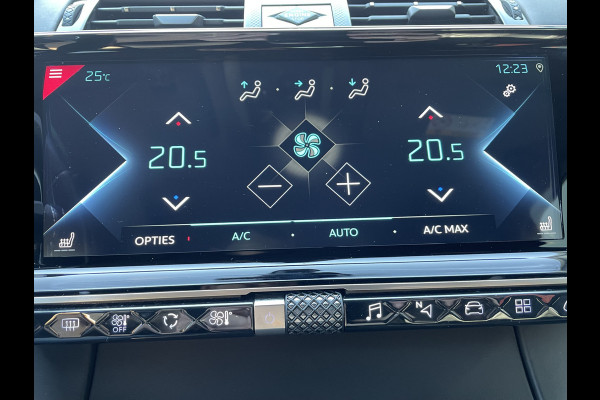 25°C
12:23
20.5
20.5
OPTIES
A/C
AUTO
A/C MAX
OFF
N